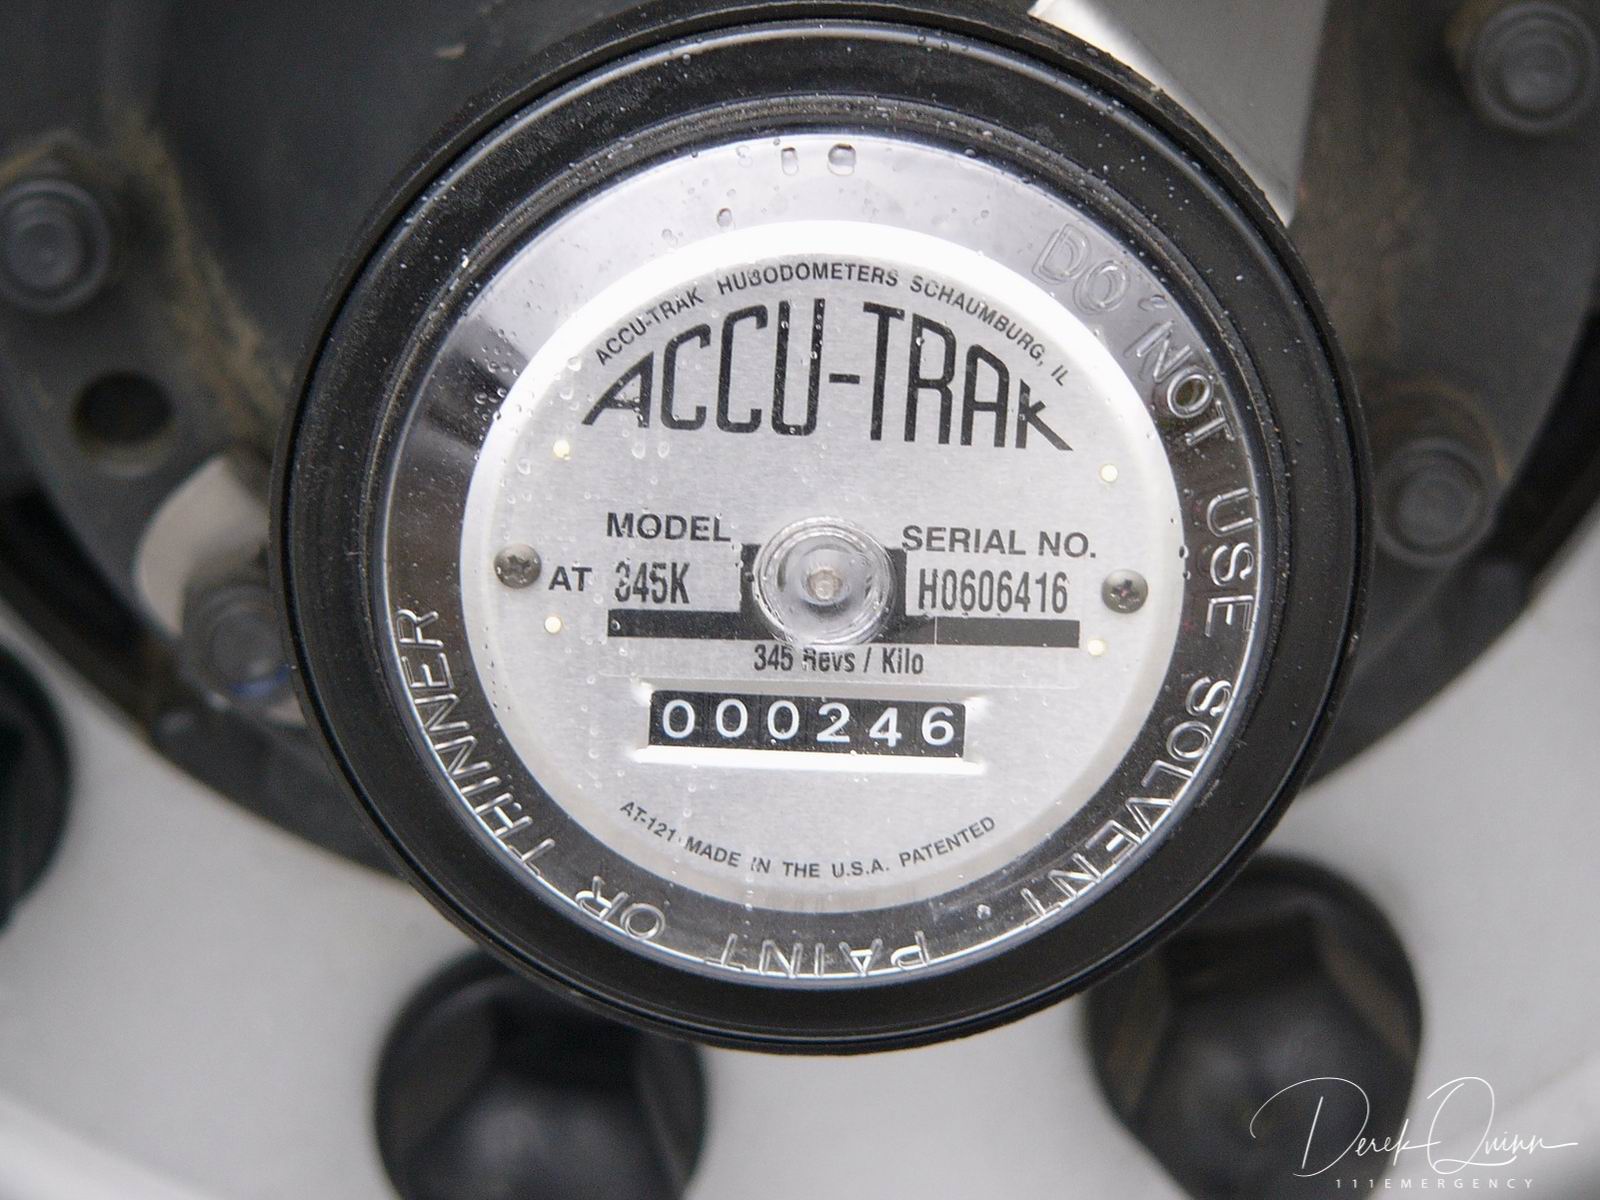 ACCU-TRAK HUBODOMETERS SCHAUMBURG, IL
ACCU-TRAK
MODEL
SERIAL NO.
AT 345K
H0606416
345 Revs / Kilo
000246
AT-121 MADE IN THE U.S.A. PATENTED
DO NOT USE SOLVENT. PAINT OR THINNER
Derek Quinn
111EMERGENCY